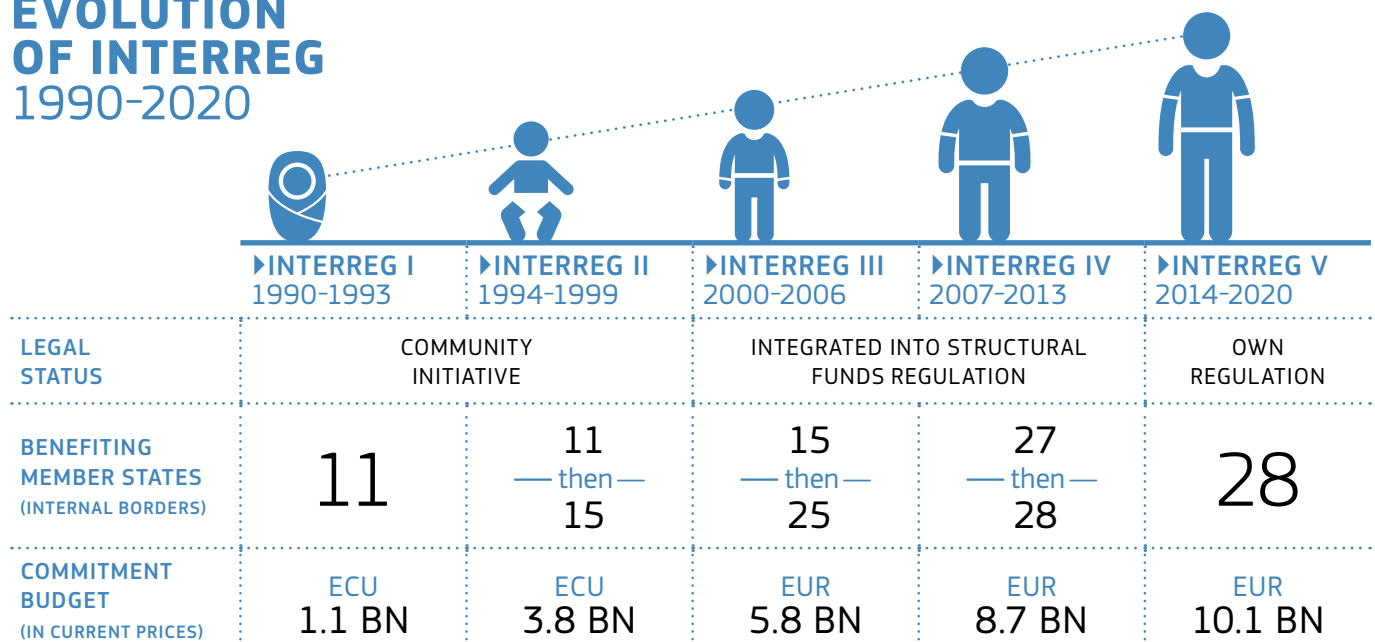 EVOLUTION
OF INTERREG
1990-2020
INTERREG I
1990-1993
INTERREG II
1994-1999
INTERREG III
2000-2006
INTERREG IV
2007-2013
INTERREG V
2014-2020
LEGAL
STATUS
COMMUNITY
INITIATIVE
INTEGRATED INTO STRUCTURAL
FUNDS REGULATION
OWN
REGULATION
BENEFITING
MEMBER STATES
(INTERNAL BORDERS)
11
11
then
15
15
then
25
27
then
28
28
COMMITMENT
BUDGET
(IN CURRENT PRICES)
ECU
1.1 BN
ECU
3.8 BN
EUR
5.8 BN
EUR
8.7 BN
EUR
10.1 BN